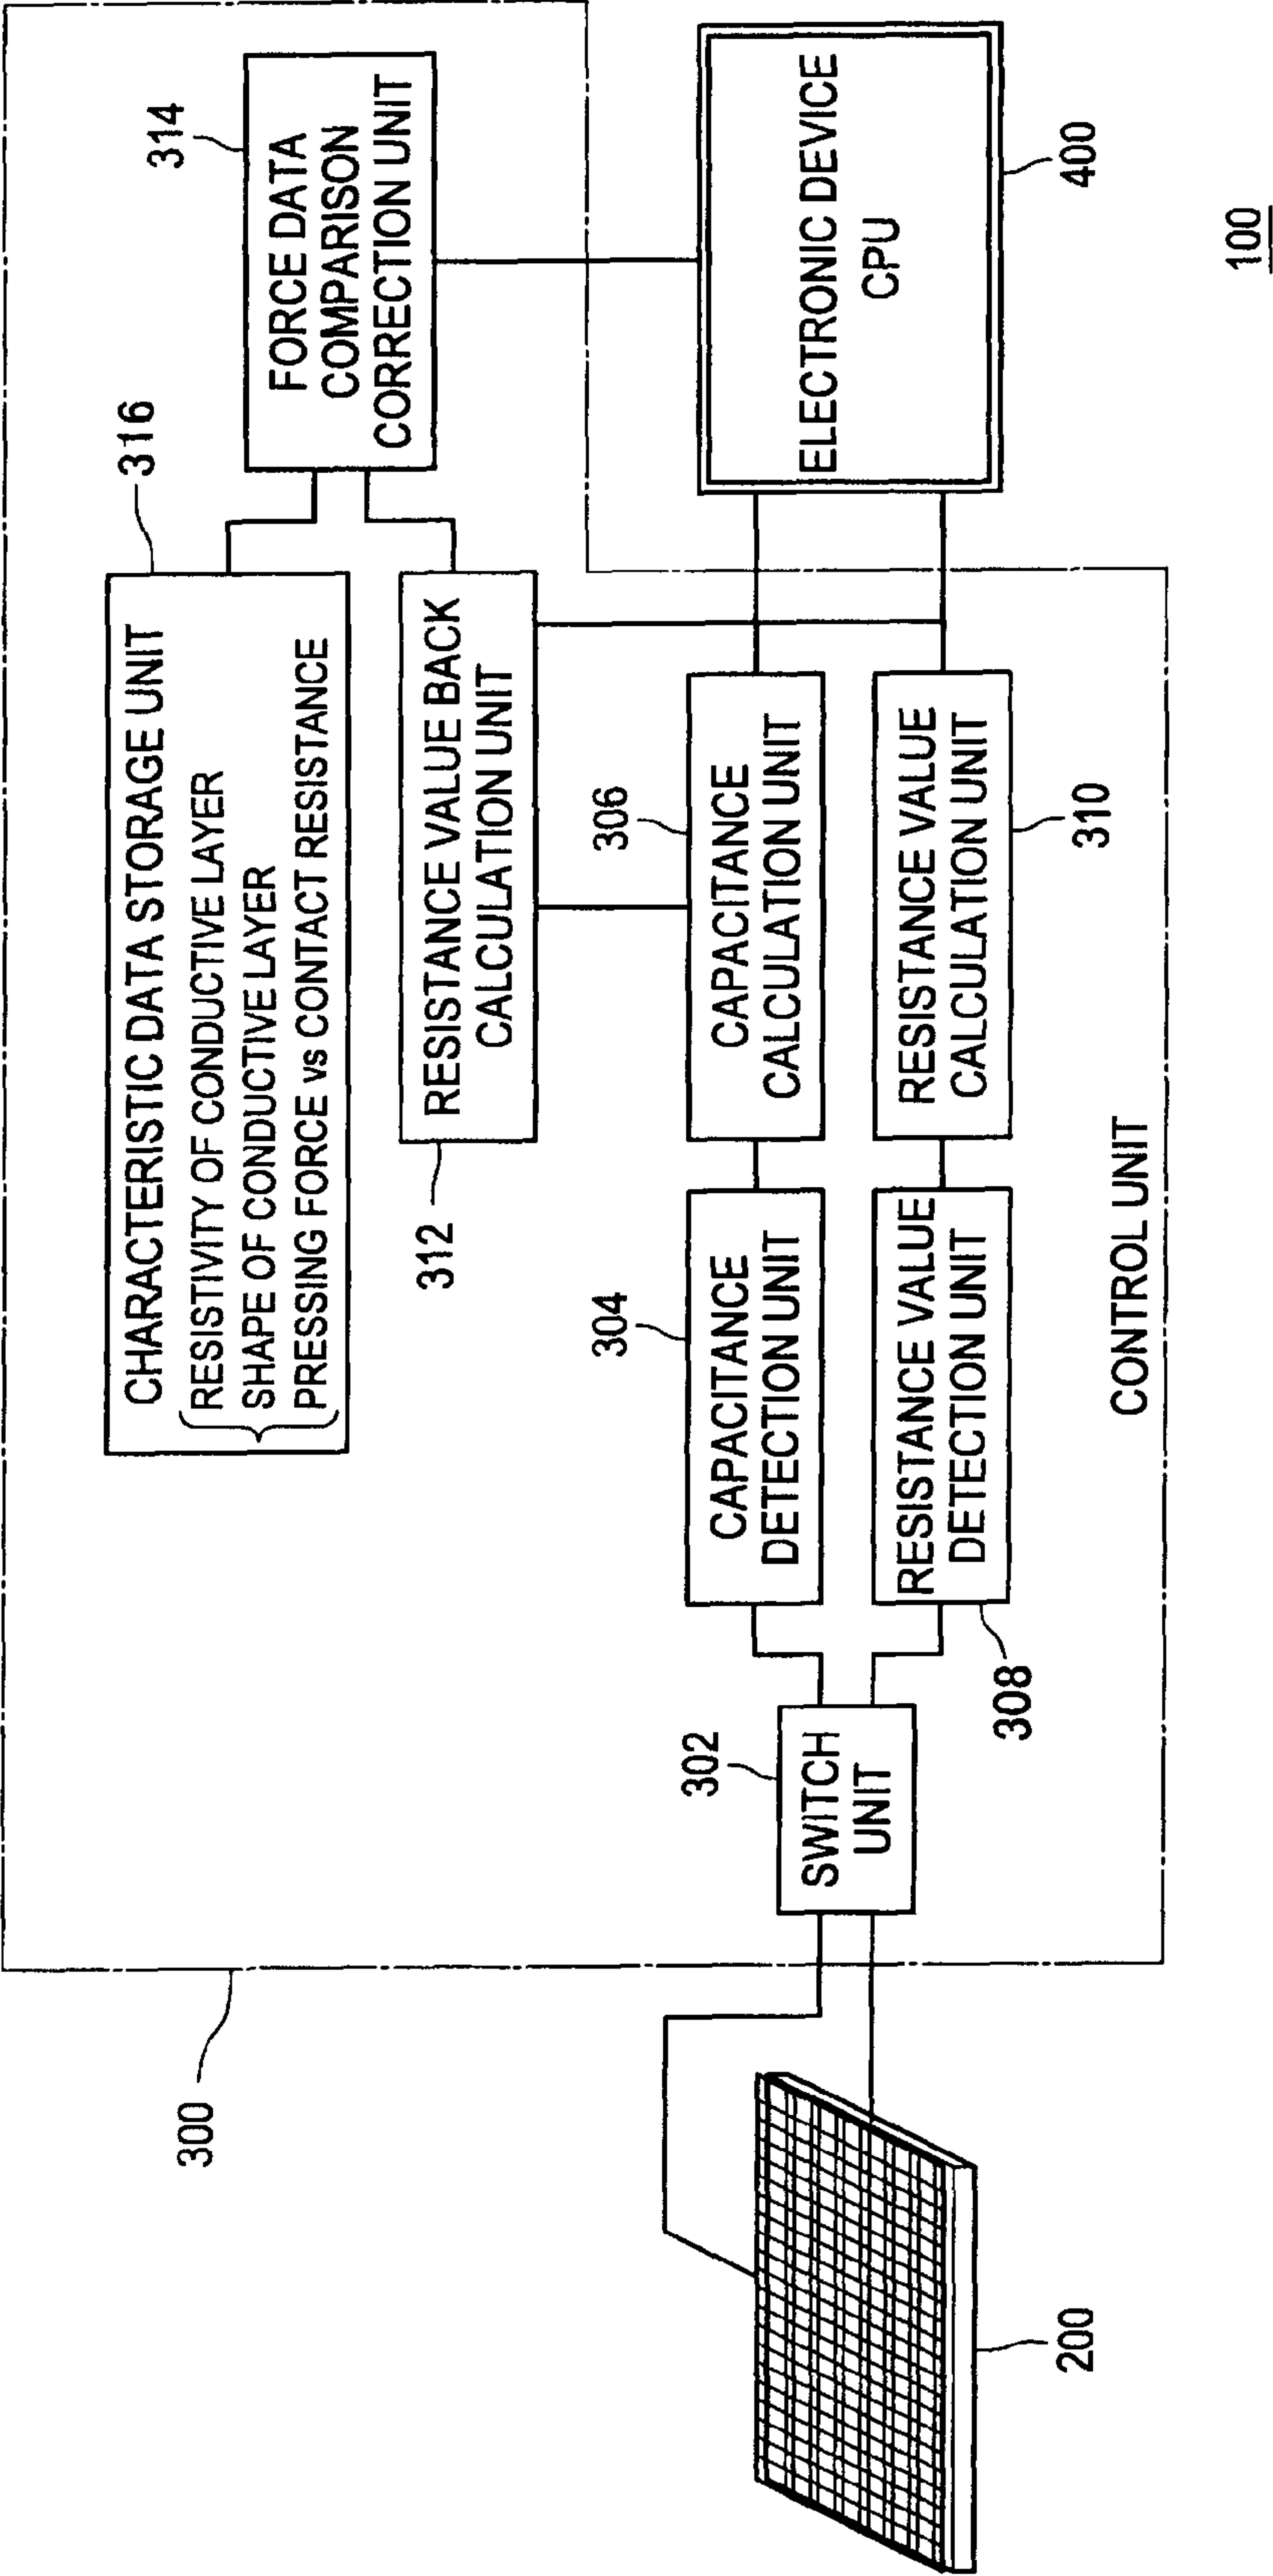 300
316
CHARACTERISTIC DATA STORAGE UNIT
RESISTIVITY OF CONDUCTIVE LAYER
SHAPE OF CONDUCTIVE LAYER
PRESSING FORCE vs CONTACT RESISTANCE
314
FORCE DATA
COMPARISON
CORRECTION UNIT
312
RESISTANCE VALUE BACK
CALCULATION UNIT
302
SWITCH
UNIT
304
CAPACITANCE
DETECTION UNIT
306
CAPACITANCE
CALCULATION UNIT
308
RESISTANCE VALUE
DETECTION UNIT
310
RESISTANCE VALUE
CALCULATION UNIT
ELECTRONIC DEVICE
CPU
400
200
CONTROL UNIT
100